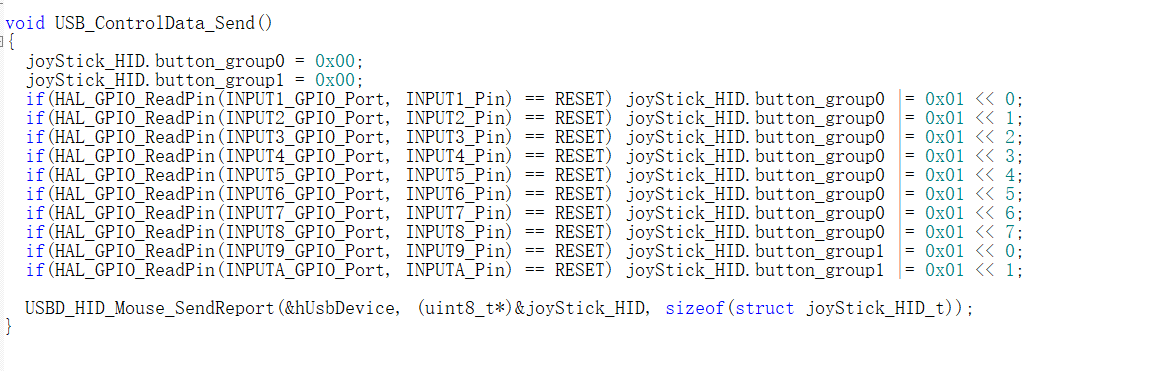 void USB_ControlData_Send()
{
  joyStick_HID.button_group0 = 0x00;
  joyStick_HID.button_group1 = 0x00;
  if(HAL_GPIO_ReadPin(INPUT1_GPIO_Port, INPUT1_Pin) == RESET) joyStick_HID.button_group0 |= 0x01 << 0;
  if(HAL_GPIO_ReadPin(INPUT2_GPIO_Port, INPUT2_Pin) == RESET) joyStick_HID.button_group0 |= 0x01 << 1;
  if(HAL_GPIO_ReadPin(INPUT3_GPIO_Port, INPUT3_Pin) == RESET) joyStick_HID.button_group0 |= 0x01 << 2;
  if(HAL_GPIO_ReadPin(INPUT4_GPIO_Port, INPUT4_Pin) == RESET) joyStick_HID.button_group0 |= 0x01 << 3;
  if(HAL_GPIO_ReadPin(INPUT5_GPIO_Port, INPUT5_Pin) == RESET) joyStick_HID.button_group0 |= 0x01 << 4;
  if(HAL_GPIO_ReadPin(INPUT6_GPIO_Port, INPUT6_Pin) == RESET) joyStick_HID.button_group0 |= 0x01 << 5;
  if(HAL_GPIO_ReadPin(INPUT7_GPIO_Port, INPUT7_Pin) == RESET) joyStick_HID.button_group0 |= 0x01 << 6;
  if(HAL_GPIO_ReadPin(INPUT8_GPIO_Port, INPUT8_Pin) == RESET) joyStick_HID.button_group0 |= 0x01 << 7;
  if(HAL_GPIO_ReadPin(INPUT9_GPIO_Port, INPUT9_Pin) == RESET) joyStick_HID.button_group1 |= 0x01 << 0;
  if(HAL_GPIO_ReadPin(INPUTA_GPIO_Port, INPUTA_Pin) == RESET) joyStick_HID.button_group1 |= 0x01 << 1;
  USBD_HID_Mouse_SendReport(&hUsbDevice, (uint8_t*)&joyStick_HID, sizeof(struct joyStick_HID_t));
}